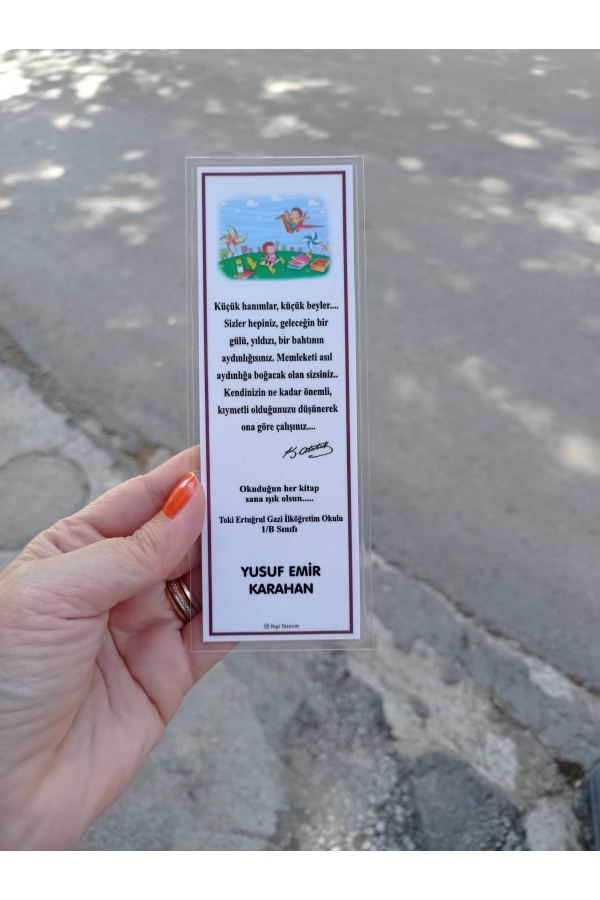 Küçük hanımlar, küçük beyler....
Sizler hepiniz, geleceğin bir
gülü, yıldızı, bir bahtının
aydınlığısınız. Memleketi asıl
aydınlığa boğacak olan sizsiniz..
Kendinizin ne kadar önemli,
kıymetli olduğunuzu düşünerek
ona göre çalışınız....
K. Atatürk
Okuduğun her kitap
sana ışık olsun.....
Toki Ertuğrul Gazi İlköğretim Okulu
1/B Sınıfı
YUSUF EMİR
KARAHAN
Tasarım